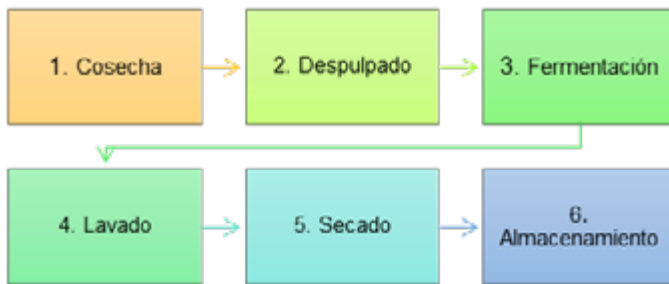 1. Cosecha
2. Despulpado
3. Fermentación
4. Lavado
5. Secado
6.
Almacenamiento